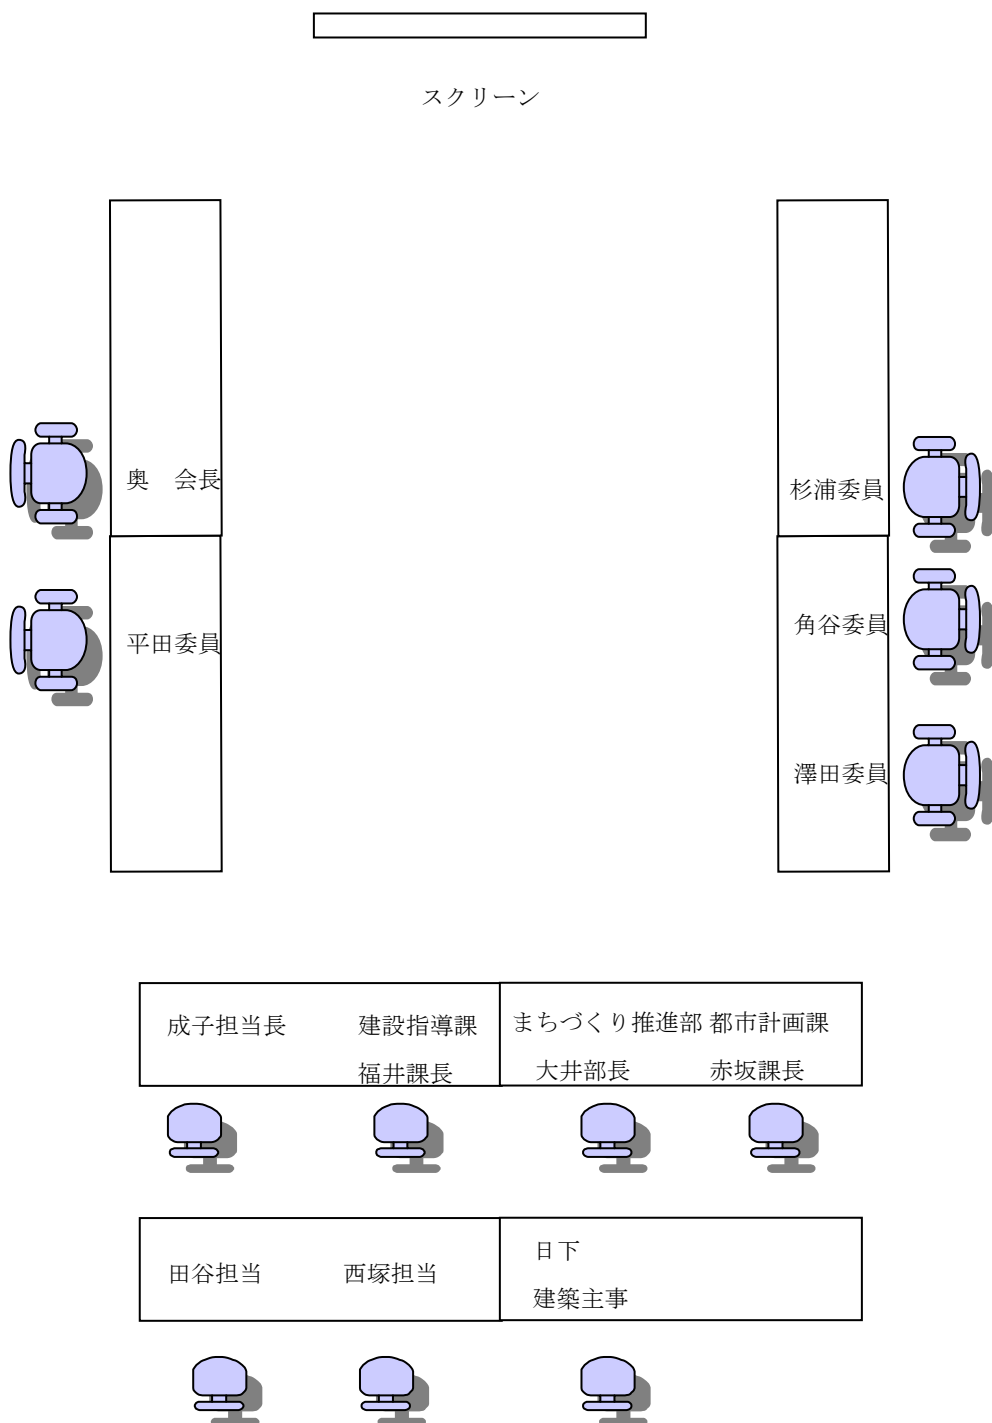 スクリーン
奥　会長
杉浦委員
角谷委員
平田委員
澤田委員
成子担当長
建設指導課
福井課長
まちづくり推進部
大井部長
都市計画課
赤坂課長
田谷担当
西塚担当
日下
建築主事